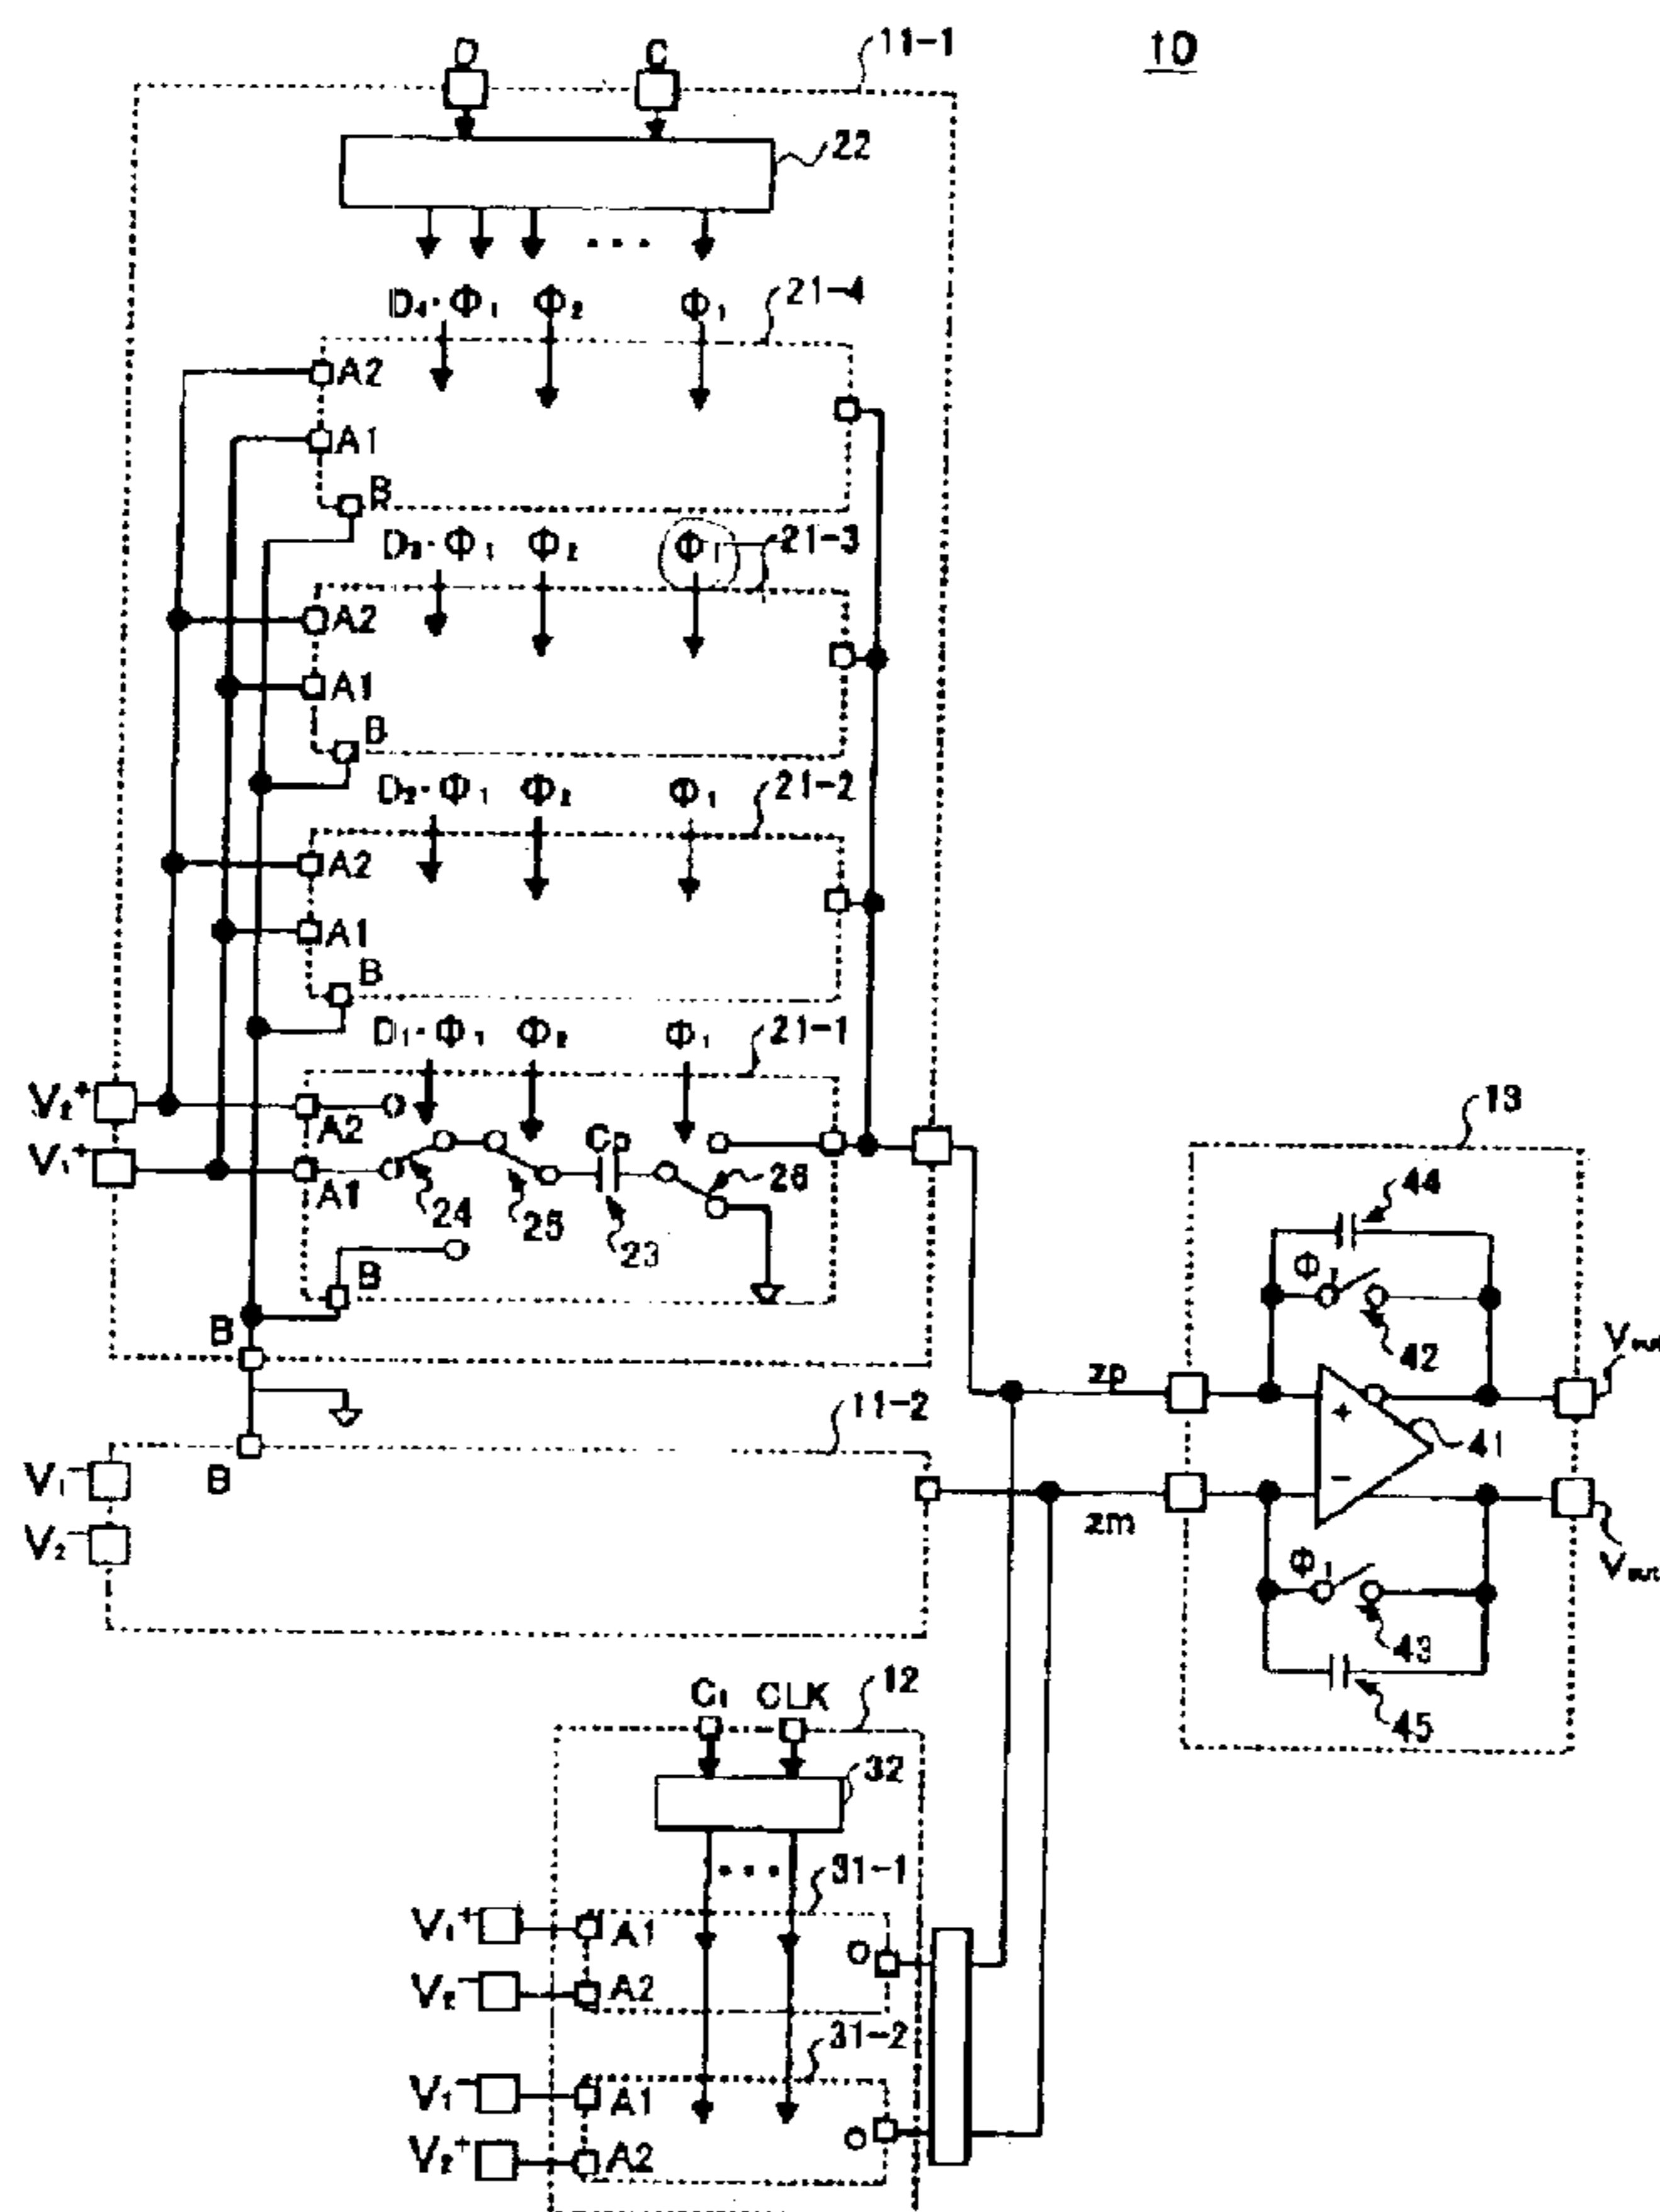 10
11-1
D C
22
D₄·Φ₁ Φ₂ Φ₁ 21-4
A2
A1
B
D₃·Φ₁ Φ₂ Φ₁ 21-3
A2
A1
B
D₂·Φ₁ Φ₂ Φ₁ 21-2
A2
A1
B
D₁·Φ₁ Φ₂ Φ₁ 21-1
V₂⁺ A2 Cp
V₁⁺ A1 24 25 23 26
B
B
11-2
V₁⁻ B
V₂⁻
13
44
Φ₁
42
zp + Vout
41
zm − Vout
Φ₁
43
45
C₁ CLK 12
32
31-1
V₁⁺ A1 O
V₂⁻ A2
31-2
V₁⁻ A1
V₂⁺ A2 O